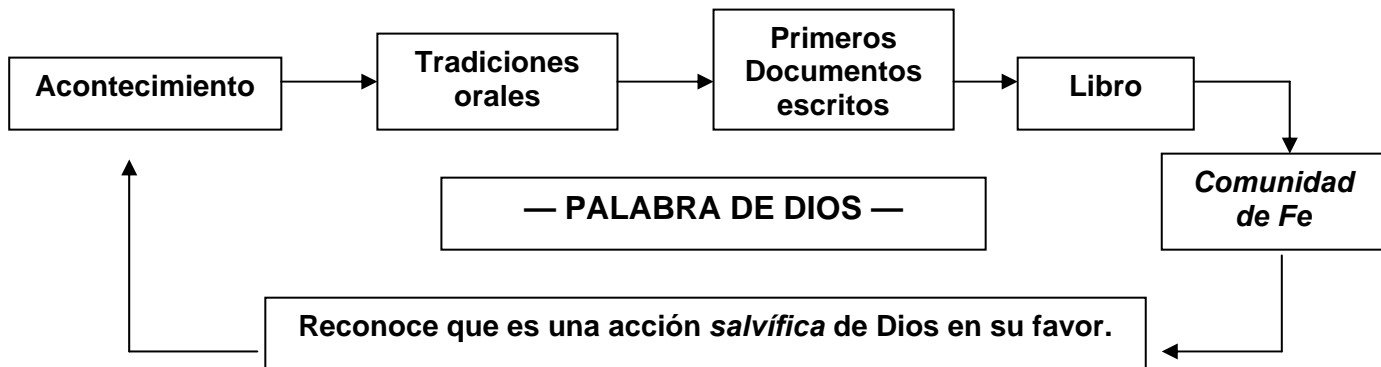 Acontecimiento
Tradiciones
orales
Primeros
Documentos
escritos
Libro
Comunidad
de Fe
— PALABRA DE DIOS —
Reconoce que es una acción salvífica de Dios en su favor.